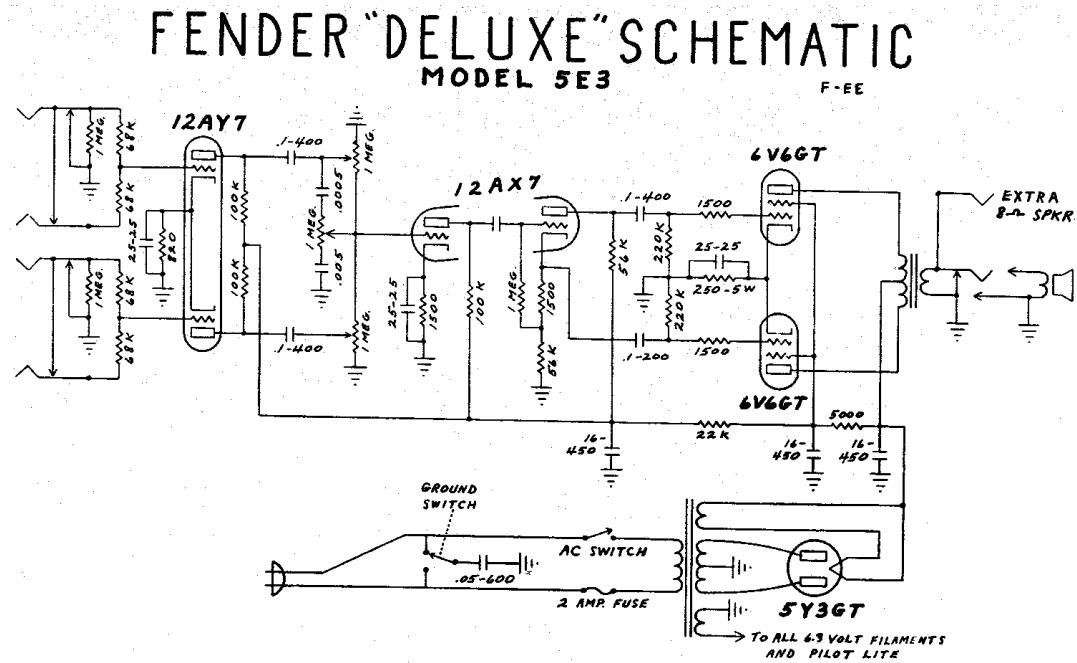 FENDER "DELUXE" SCHEMATIC
MODEL 5E3
F-EE
12AY7
1 MEG.
68K
68K
25-25
820
1 MEG.
68K
68K
100K
100K
.1-400
.1-400
1 MEG.
.0005
1 MEG.
.005
1 MEG.
12AX7
25-25
1500
100K
1 MEG.
1500
56K
56K
.1-400
220K
1500
25-25
250-5W
220K
.1-200
1500
6V6GT
6V6GT
EXTRA
8-Ω SPKR.
22K
5000
16-
450
16-
450
16-
450
GROUND
SWITCH
AC SWITCH
.05-600
2 AMP. FUSE
5Y3GT
TO ALL 6.3 VOLT FILAMENTS
AND PILOT LITE